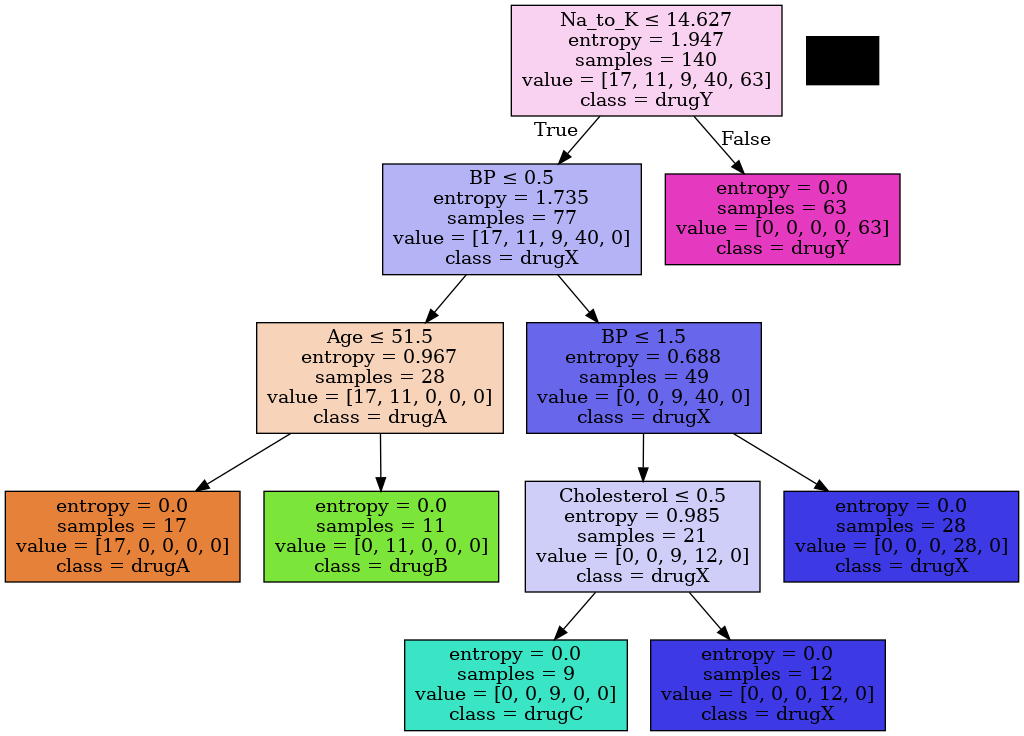 Na_to_K ≤ 14.627
entropy = 1.947
samples = 140
value = [17, 11, 9, 40, 63]
class = drugY
True
False
BP ≤ 0.5
entropy = 1.735
samples = 77
value = [17, 11, 9, 40, 0]
class = drugX
entropy = 0.0
samples = 63
value = [0, 0, 0, 0, 63]
class = drugY
Age ≤ 51.5
entropy = 0.967
samples = 28
value = [17, 11, 0, 0, 0]
class = drugA
BP ≤ 1.5
entropy = 0.688
samples = 49
value = [0, 0, 9, 40, 0]
class = drugX
entropy = 0.0
samples = 17
value = [17, 0, 0, 0, 0]
class = drugA
entropy = 0.0
samples = 11
value = [0, 11, 0, 0, 0]
class = drugB
Cholesterol ≤ 0.5
entropy = 0.985
samples = 21
value = [0, 0, 9, 12, 0]
class = drugX
entropy = 0.0
samples = 28
value = [0, 0, 0, 28, 0]
class = drugX
entropy = 0.0
samples = 9
value = [0, 0, 9, 0, 0]
class = drugC
entropy = 0.0
samples = 12
value = [0, 0, 0, 12, 0]
class = drugX